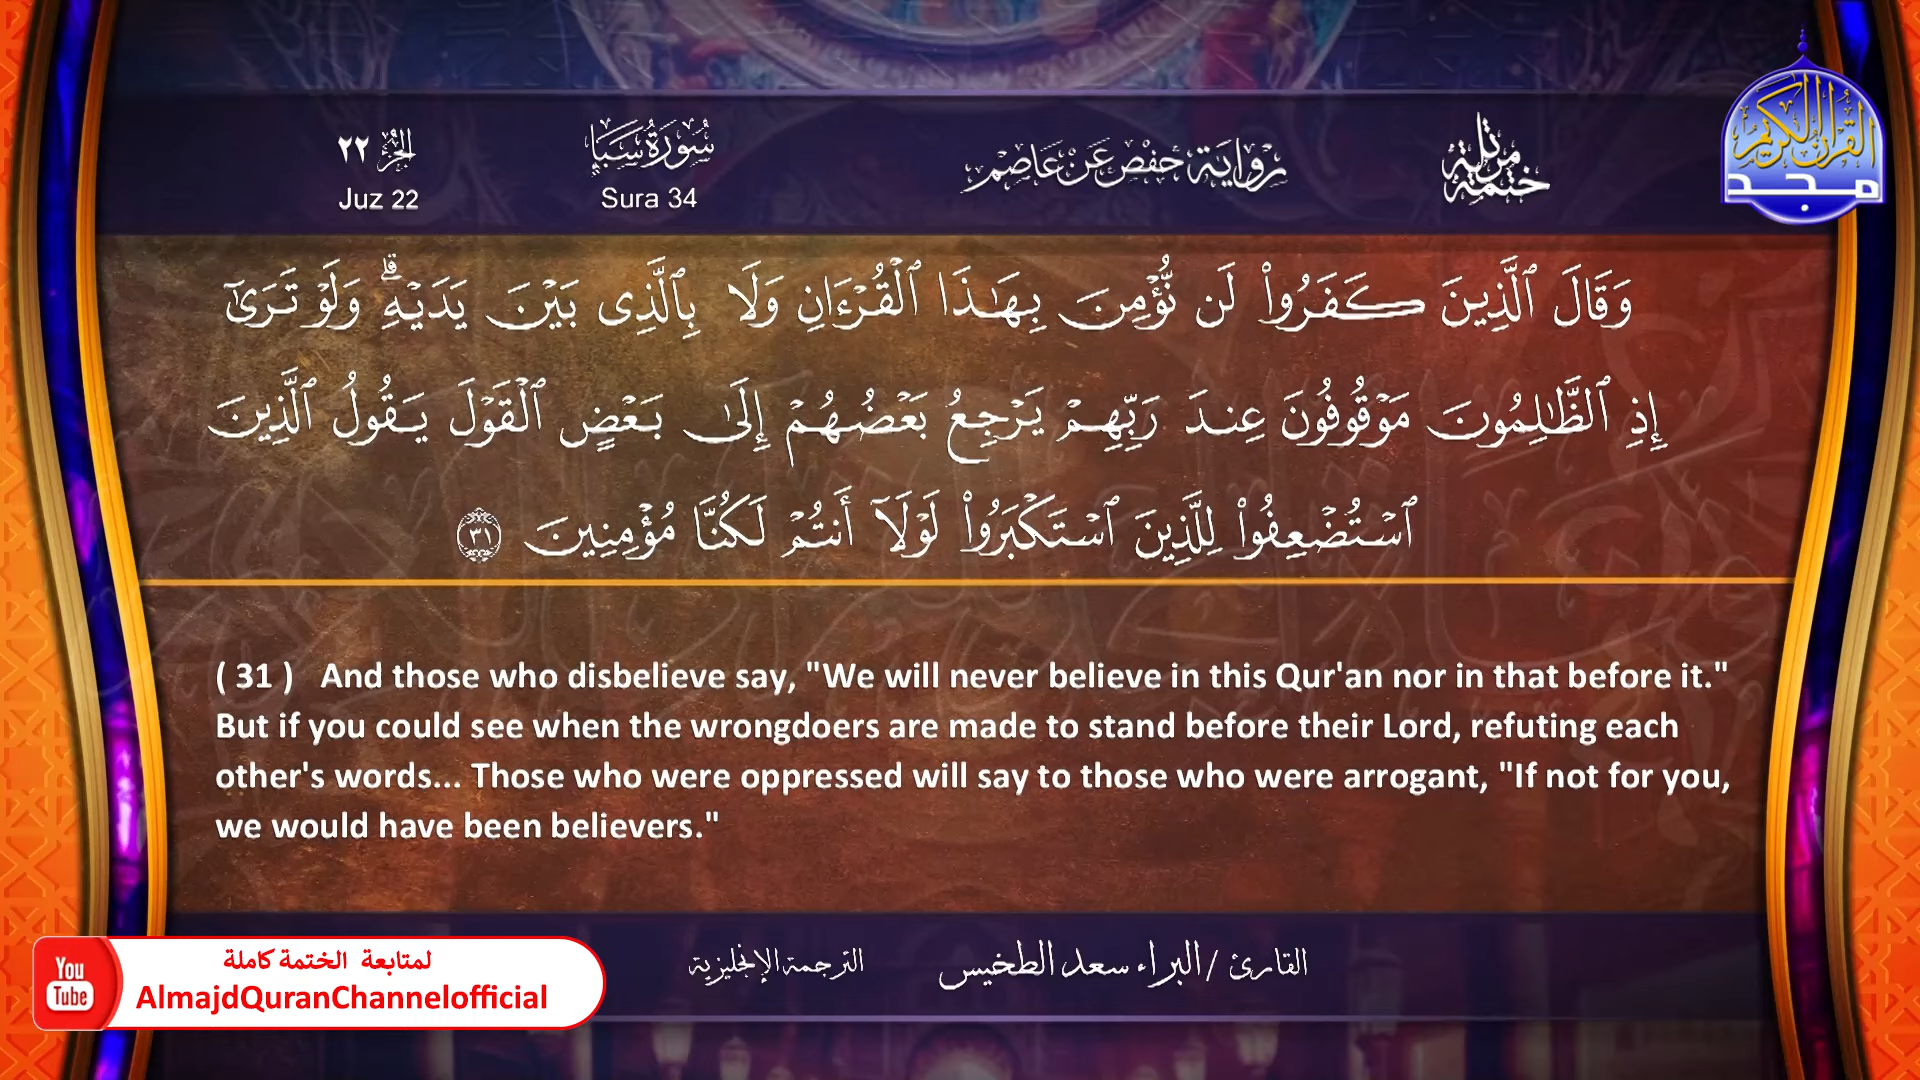 ختمة مرتلة
رواية حفص عن عاصم
سُورَةُ سَبَإٍ
الجزء ٢٢
Sura 34
Juz 22
القرآن الكريم
مجد
وَقَالَ ٱلَّذِينَ كَفَرُوا۟ لَن نُّؤْمِنَ بِهَٰذَا ٱلْقُرْءَانِ وَلَا بِٱلَّذِى بَيْنَ يَدَيْهِ ۗ وَلَوْ تَرَىٰٓ
إِذِ ٱلظَّٰلِمُونَ مَوْقُوفُونَ عِندَ رَبِّهِمْ يَرْجِعُ بَعْضُهُمْ إِلَىٰ بَعْضٍ ٱلْقَوْلَ يَقُولُ ٱلَّذِينَ
ٱسْتُضْعِفُوا۟ لِلَّذِينَ ٱسْتَكْبَرُوا۟ لَوْلَآ أَنتُمْ لَكُنَّا مُؤْمِنِينَ ٣١
( 31 ) And those who disbelieve say, "We will never believe in this Qur'an nor in that before it."
But if you could see when the wrongdoers are made to stand before their Lord, refuting each
other's words... Those who were oppressed will say to those who were arrogant, "If not for you,
we would have been believers."
القارئ / البراء سعد الطخيس
الترجمة الإنجليزية
لمتابعة الختمة كاملة
You
Tube
AlmajdQuranChannelofficial